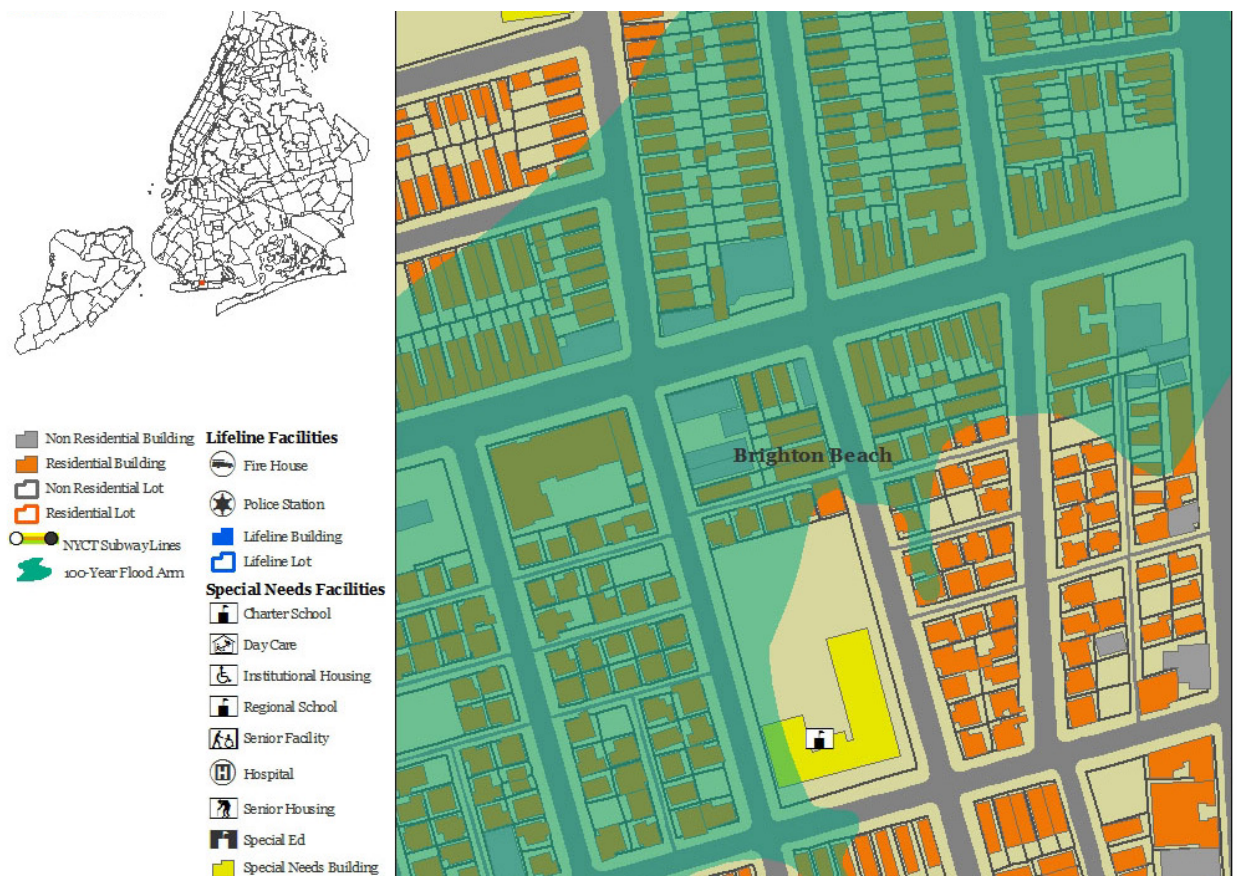 Non Residential Building
Residential Building
Non Residential Lot
Residential Lot
NYCT Subway Lines
100-Year Flood Arm
Lifeline Facilities
Fire House
Police Station
Lifeline Building
Lifeline Lot
Special Needs Facilities
Charter School
Day Care
Institutional Housing
Regional School
Senior Facility
H Hospital
Senior Housing
Special Ed
Special Needs Building
Brighton Beach